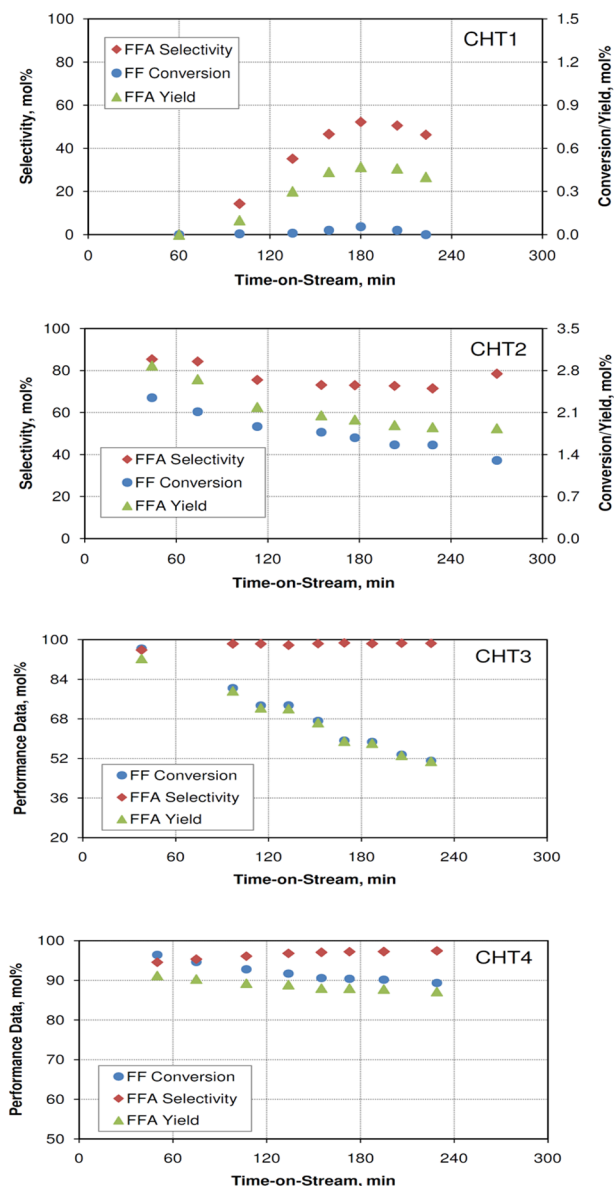 CHT1
FFA Selectivity
FF Conversion
FFA Yield
Selectivity, mol%
Conversion/Yield, mol%
100
80
60
40
20
0
1.5
1.2
0.9
0.6
0.3
0.0
0 60 120 180 240 300
Time-on-Stream, min
CHT2
FFA Selectivity
FF Conversion
FFA Yield
Selectivity, mol%
Conversion/Yield, mol%
100
80
60
40
20
0
3.5
2.8
2.1
1.4
0.7
0.0
0 60 120 180 240 300
Time-on-Stream, min
CHT3
FF Conversion
FFA Selectivity
FFA Yield
Performance Data, mol%
100
84
68
52
36
20
0 60 120 180 240 300
Time-on-Stream, min
CHT4
FF Conversion
FFA Selectivity
FFA Yield
Performance Data, mol%
100
90
80
70
60
50
0 60 120 180 240 300
Time-on-Stream, min